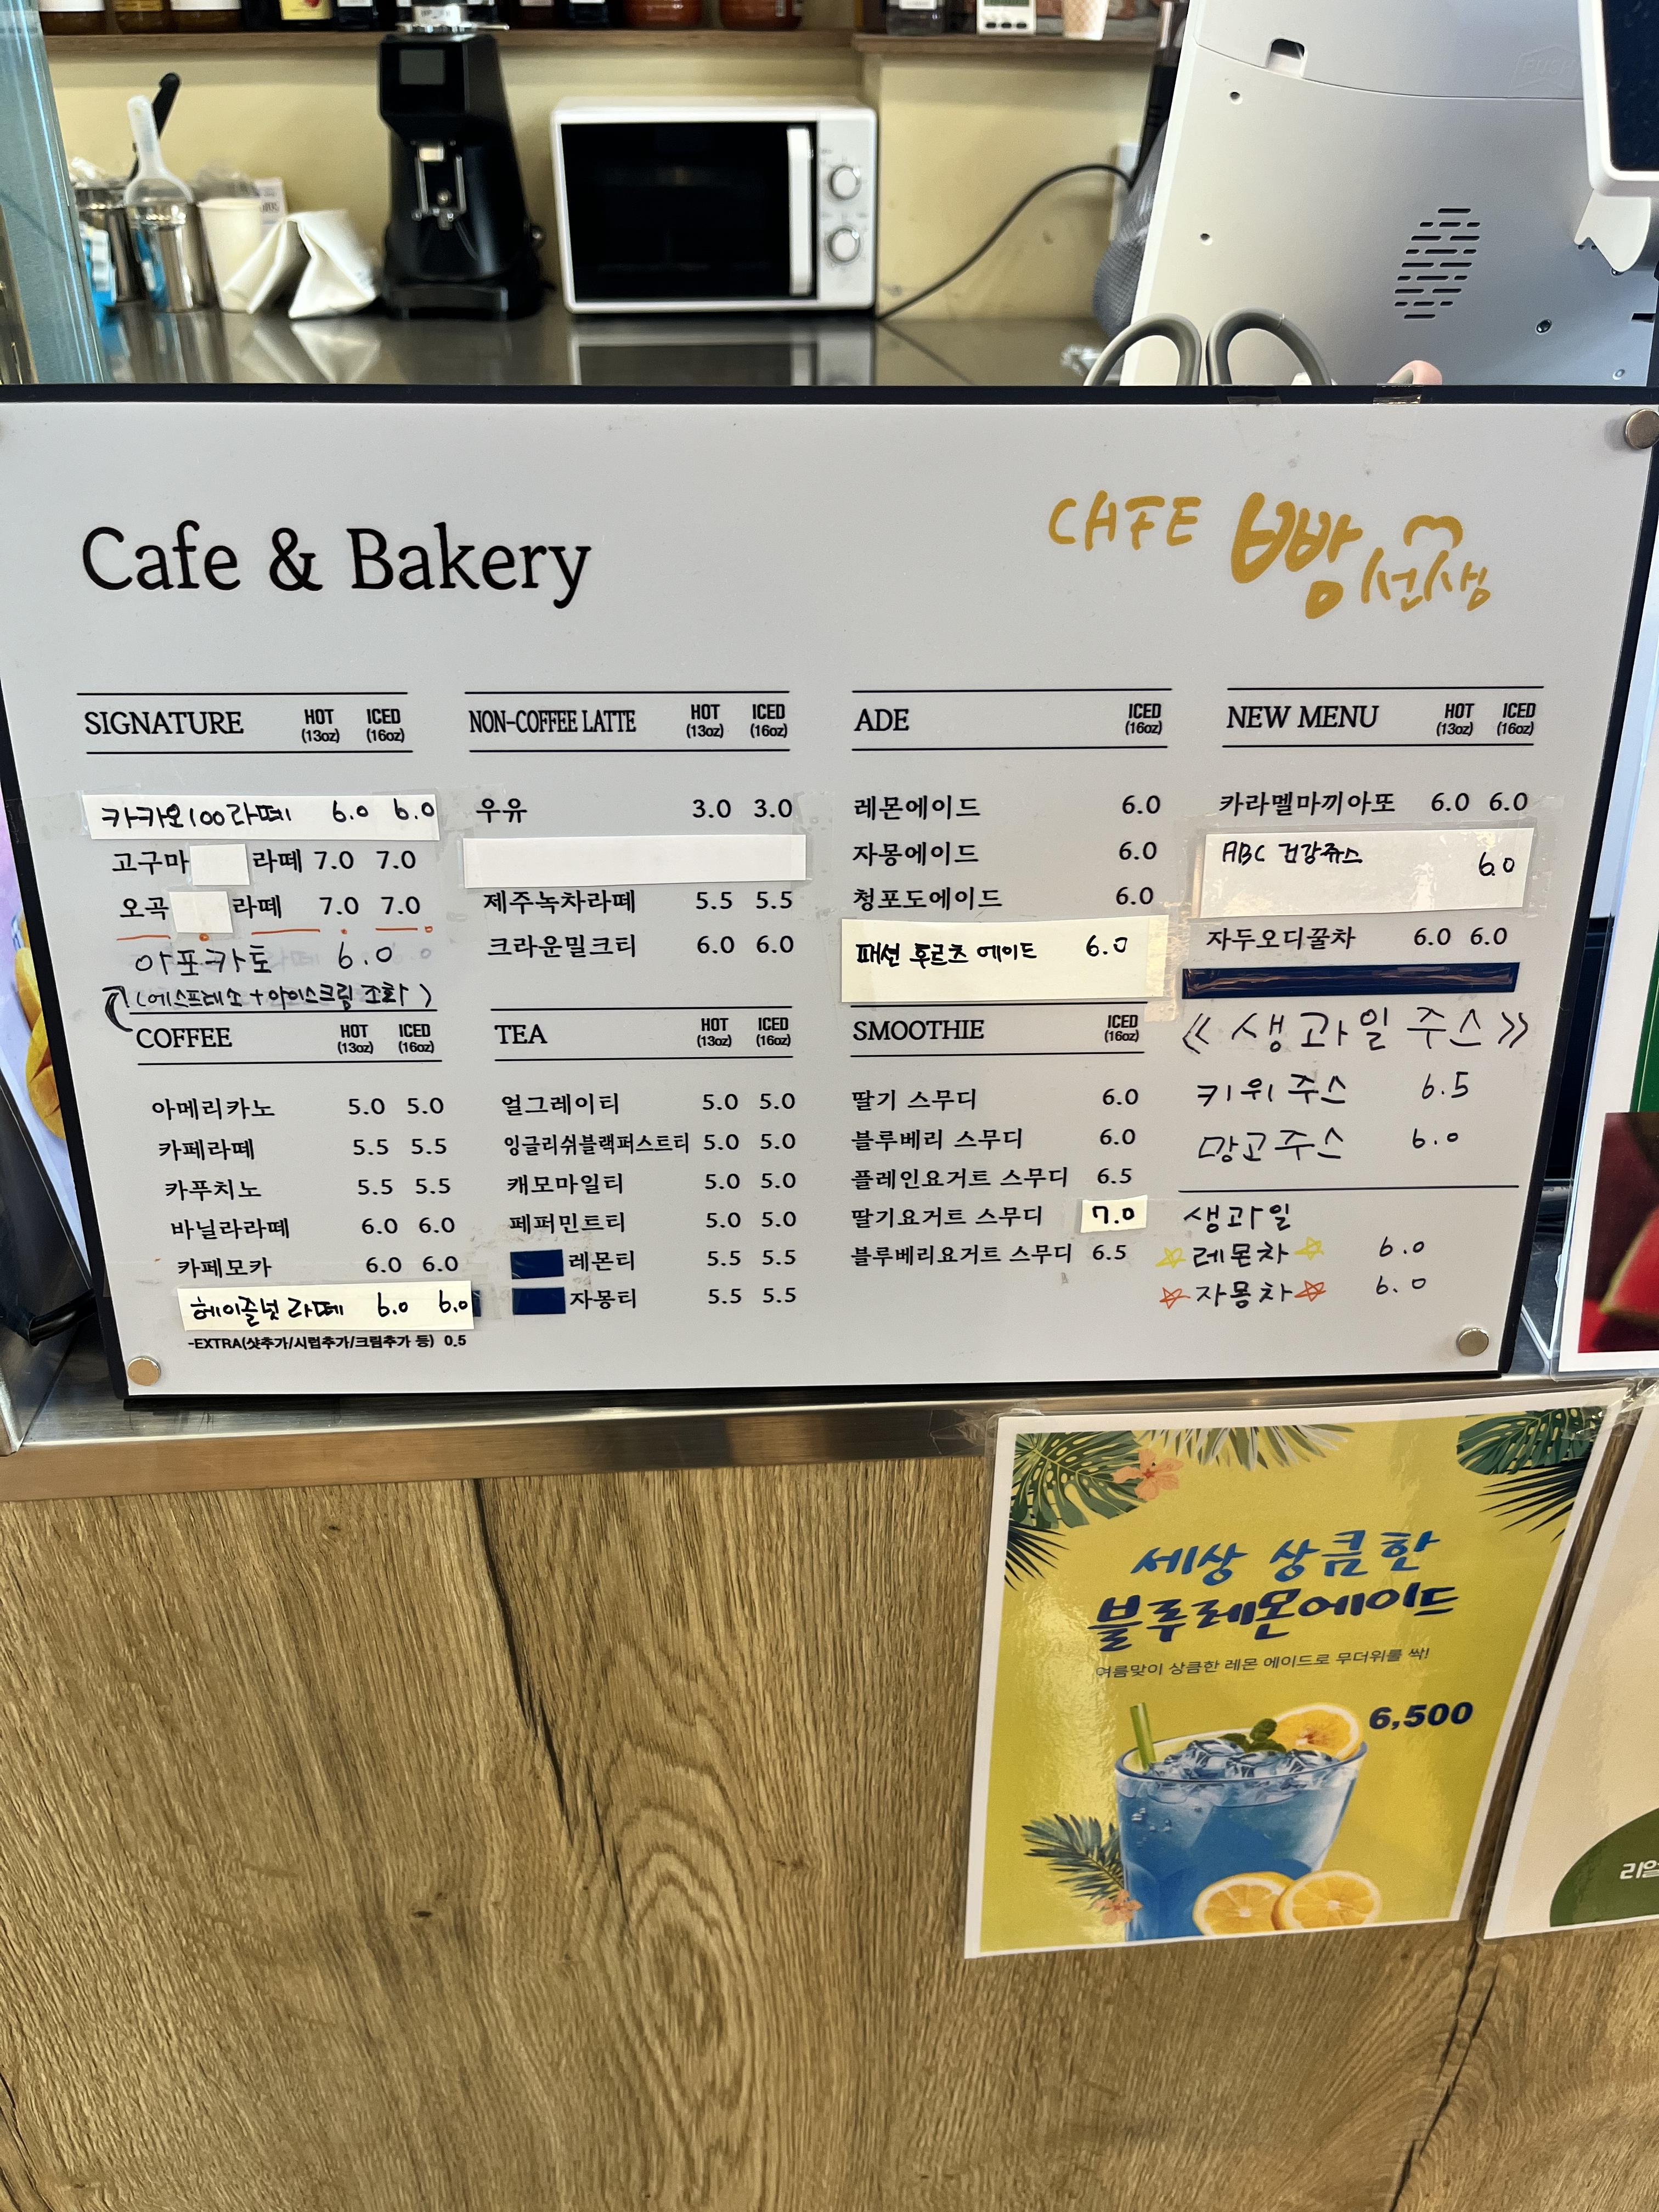 Cafe & Bakery
CAFE 빵선생
SIGNATURE HOT (13oz) ICED (16oz)
카카오100라떼 6.0 6.0
고구마 라떼 7.0 7.0
오곡 라떼 7.0 7.0
아포카토 6.0
(에스프레소+아이스크림 조화)
COFFEE HOT (13oz) ICED (16oz)
아메리카노 5.0 5.0
카페라떼 5.5 5.5
카푸치노 5.5 5.5
바닐라라떼 6.0 6.0
카페모카 6.0 6.0
헤이즐넛 라떼 6.0 6.0
-EXTRA(샷추가/시럽추가/크림추가 등) 0.5
NON-COFFEE LATTE HOT (13oz) ICED (16oz)
우유 3.0 3.0
제주녹차라떼 5.5 5.5
크라운밀크티 6.0 6.0
TEA HOT (13oz) ICED (16oz)
얼그레이티 5.0 5.0
잉글리쉬블랙퍼스트티 5.0 5.0
캐모마일티 5.0 5.0
페퍼민트티 5.0 5.0
레몬티 5.5 5.5
자몽티 5.5 5.5
ADE ICED (16oz)
레몬에이드 6.0
자몽에이드 6.0
청포도에이드 6.0
패션 후르츠 에이드 6.0
SMOOTHIE ICED (16oz)
딸기 스무디 6.0
블루베리 스무디 6.0
플레인요거트 스무디 6.5
딸기요거트 스무디 7.0
블루베리요거트 스무디 6.5
NEW MENU HOT (13oz) ICED (16oz)
카라멜마끼아또 6.0 6.0
ABC 건강쥬스 6.0
자두오디꿀차 6.0 6.0
《생과일 주스》
키위주스 6.5
망고주스 6.0
생과일
☆레몬차☆ 6.0
☆자몽차☆ 6.0
세상 상큼한
블루레몬에이드
여름맞이 상큼한 레몬 에이드로 무더위를 싹!
6,500
리얼